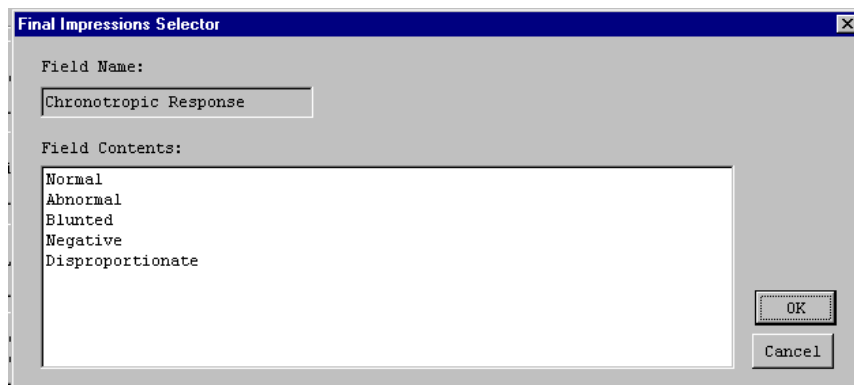 Final Impressions Selector
Field Name:
Chronotropic Response
Field Contents:
Normal
Abnormal
Blunted
Negative
Disproportionate
OK
Cancel